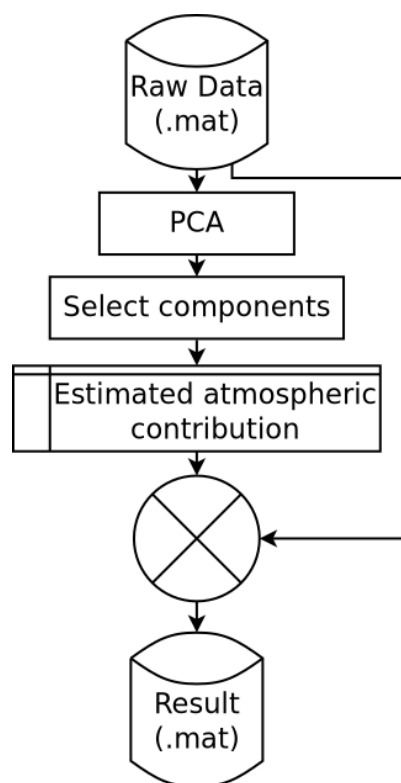 Raw Data
(.mat)
PCA
Select components
Estimated atmospheric
contribution
Result
(.mat)